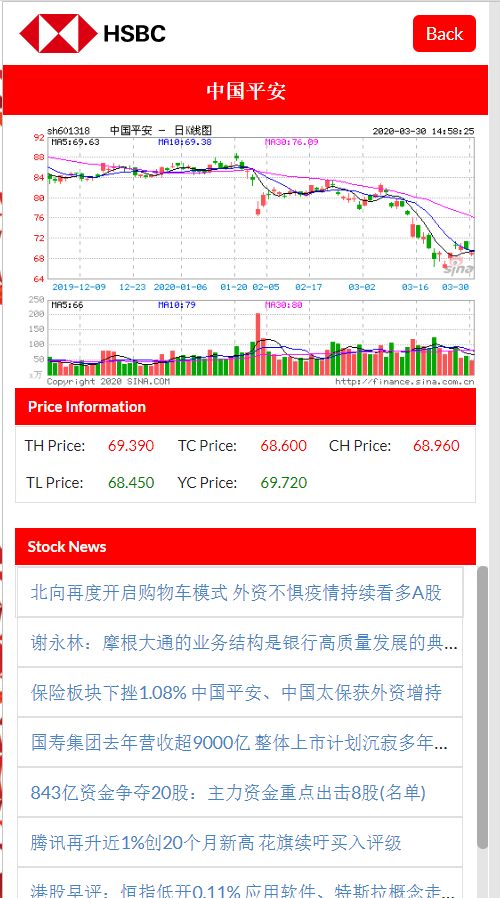 HSBC
Back
中国平安
sh601318 中国平安 - 日K线图 2020-03-30 14:58:25
MA5:69.63 MA10:69.38 MA30:76.09
92
88
84
80
76
72
68
64
sina
2019-12-09 12-23 2020-01-06 01-20 02-05 02-17 03-02 03-16 03-30
MA5:66 MA10:79 MA30:80
250
200
150
100
50
x万
Copyright 2020 SINA.COM http://finance.sina.com.cn
Price Information
TH Price: 69.390 TC Price: 68.600 CH Price: 68.960
TL Price: 68.450 YC Price: 69.720
Stock News
北向再度开启购物车模式 外资不惧疫情持续看多A股
谢永林：摩根大通的业务结构是银行高质量发展的典...
保险板块下挫1.08% 中国平安、中国太保获外资增持
国寿集团去年营收超9000亿 整体上市计划沉寂多年...
843亿资金争夺20股：主力资金重点出击8股(名单)
腾讯再升近1%创20个月新高 花旗续吁买入评级
港股早评：恒指低开0.11% 应用软件、特斯拉概念走...